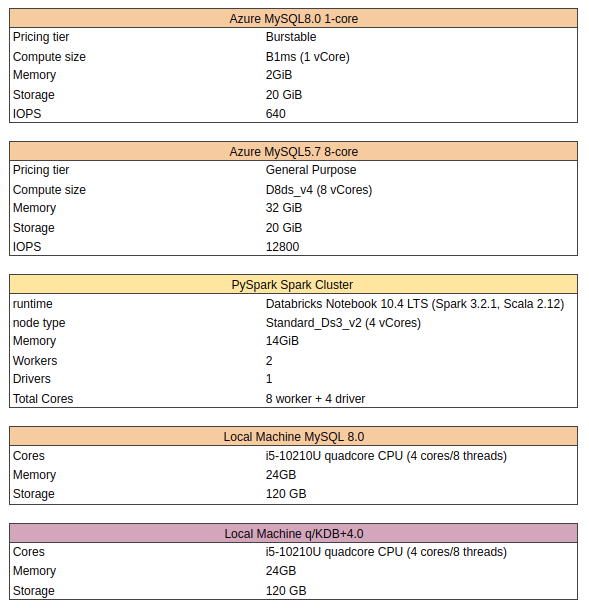 Azure MySQL8.0 1-core
Pricing tier Burstable
Compute size B1ms (1 vCore)
Memory 2GiB
Storage 20 GiB
IOPS 640
Azure MySQL5.7 8-core
Pricing tier General Purpose
Compute size D8ds_v4 (8 vCores)
Memory 32 GiB
Storage 20 GiB
IOPS 12800
PySpark Spark Cluster
runtime Databricks Notebook 10.4 LTS (Spark 3.2.1, Scala 2.12)
node type Standard_Ds3_v2 (4 vCores)
Memory 14GiB
Workers 2
Drivers 1
Total Cores 8 worker + 4 driver
Local Machine MySQL 8.0
Cores i5-10210U quadcore CPU (4 cores/8 threads)
Memory 24GB
Storage 120 GB
Local Machine q/KDB+4.0
Cores i5-10210U quadcore CPU (4 cores/8 threads)
Memory 24GB
Storage 120 GB